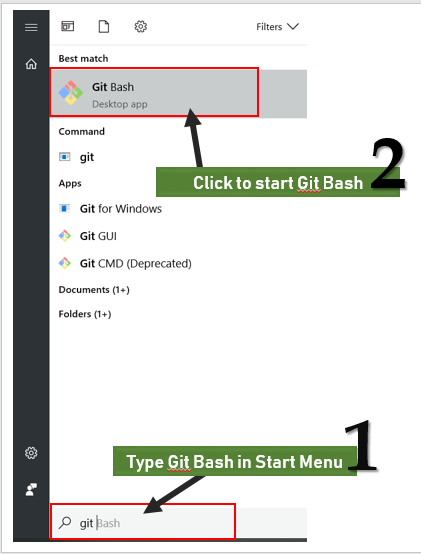 Filters
Best match
Git Bash
Desktop app
Command
git
2
Click to start Git Bash
Apps
Git for Windows
Git GUI
Git CMD (Deprecated)
Documents (1+)
Folders (1+)
1
Type Git Bash in Start Menu
git Bash